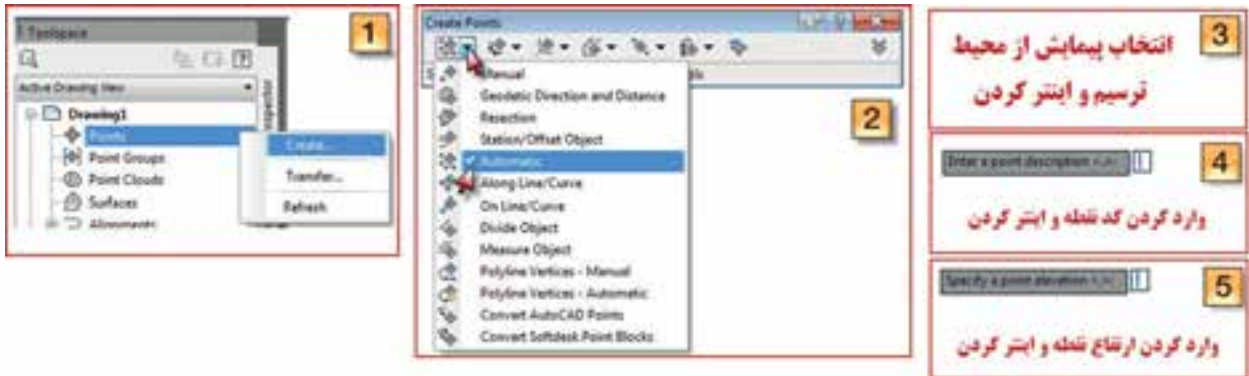 1
Toolspace
Active Drawing View
Drawing1
Points
Point Groups
Point Clouds
Surfaces
Alignments
Create...
Transfer...
Refresh
2
Create Points
Manual
Geodetic Direction and Distance
Resection
Station/Offset Object
Automatic
Along Line/Curve
On Line/Curve
Divide Object
Measure Object
Polyline Vertices - Manual
Polyline Vertices - Automatic
Convert AutoCAD Points
Convert Softdesk Point Blocks
3
انتخاب پیمایش از محیط
ترسیم و اینتر کردن
4
Enter a point description <.>:
وارد کردن کد نقطه و اینتر کردن
5
Specify a point elevation <.>:
وارد کردن ارتفاع نقطه و اینتر کردن